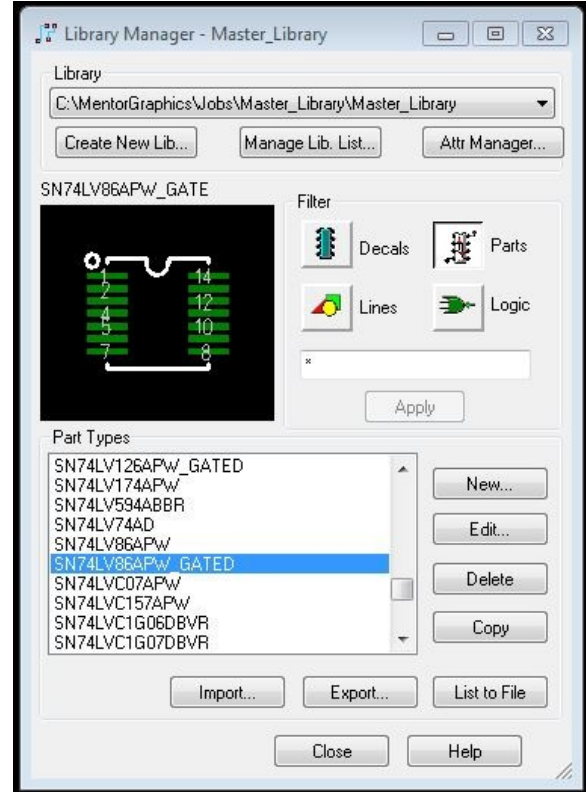 Library Manager - Master_Library
Library
C:\MentorGraphics\Jobs\Master_Library\Master_Library
Create New Lib... Manage Lib. List... Attr Manager...
SN74LV86APW_GATE
Filter
Decals Parts
Lines Logic
*
Apply
1 14
2
4 12
5 10
7 8
Part Types
SN74LV126APW_GATED
SN74LV174APW
SN74LV594ABBR
SN74LV74AD
SN74LV86APW
SN74LV86APW_GATED
SN74LVC07APW
SN74LVC157APW
SN74LVC1G06DBVR
SN74LVC1G07DBVR
New...
Edit...
Delete
Copy
Import... Export... List to File
Close Help